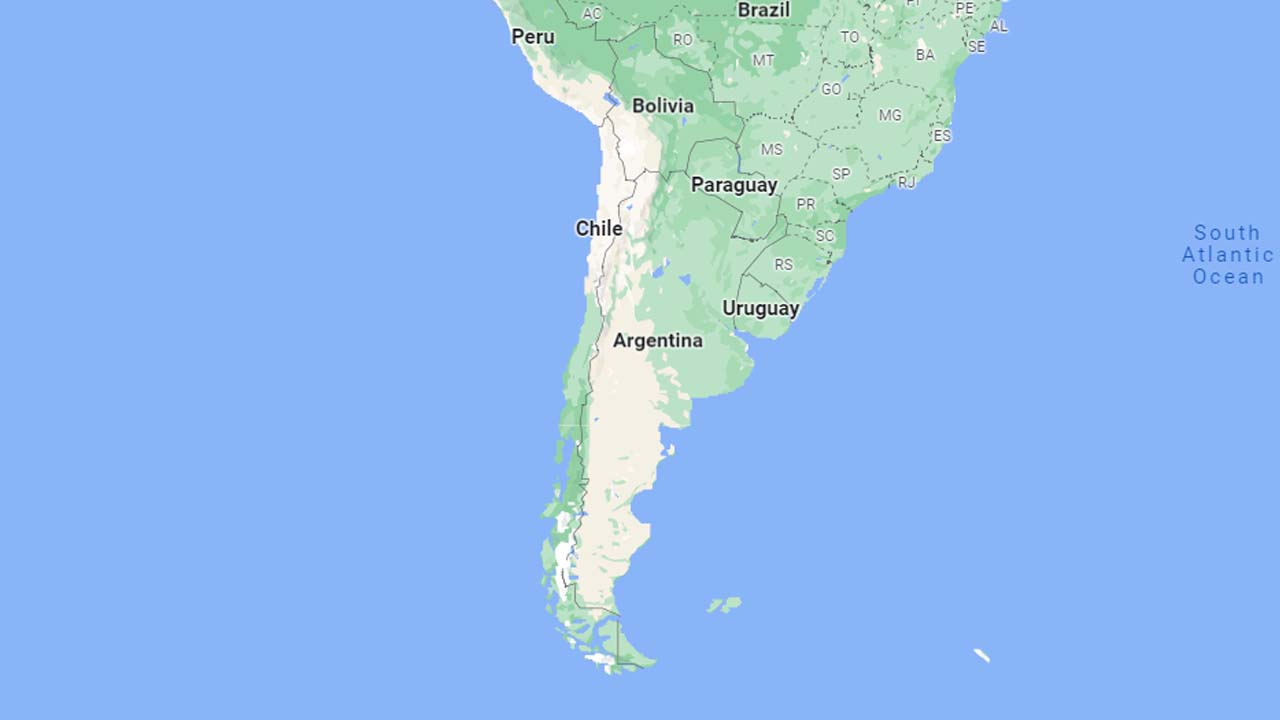 Brazil
PE
AC
AL
Peru
RO
TO
SE
BA
MT
GO
Bolivia
MG
ES
MS
SP
Paraguay
RJ
PR
Chile
SC
South
Atlantic
Ocean
RS
Uruguay
Argentina